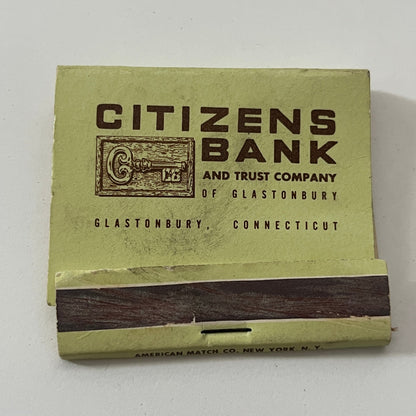 CITIZENS
BANK
AND TRUST COMPANY
OF GLASTONBURY
GLASTONBURY, CONNECTICUT
AMERICAN MATCH CO. NEW YORK. N. Y.